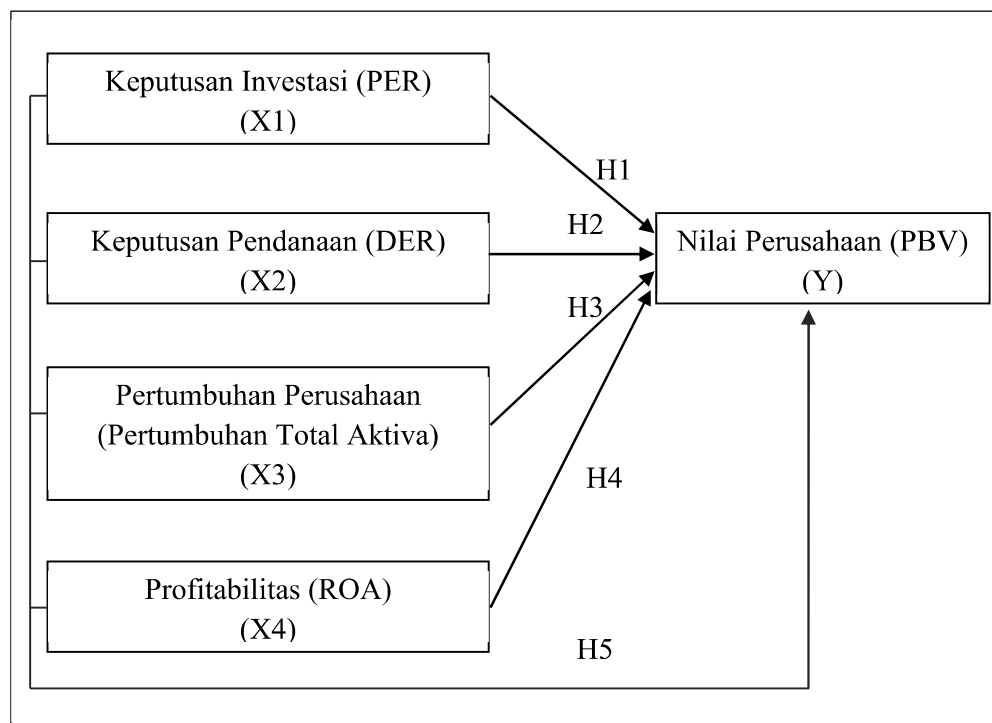 Keputusan Investasi (PER)
(X1)
H1
Keputusan Pendanaan (DER)
(X2)
H2
Nilai Perusahaan (PBV)
(Y)
H3
Pertumbuhan Perusahaan
(Pertumbuhan Total Aktiva)
(X3)
H4
Profitabilitas (ROA)
(X4)
H5